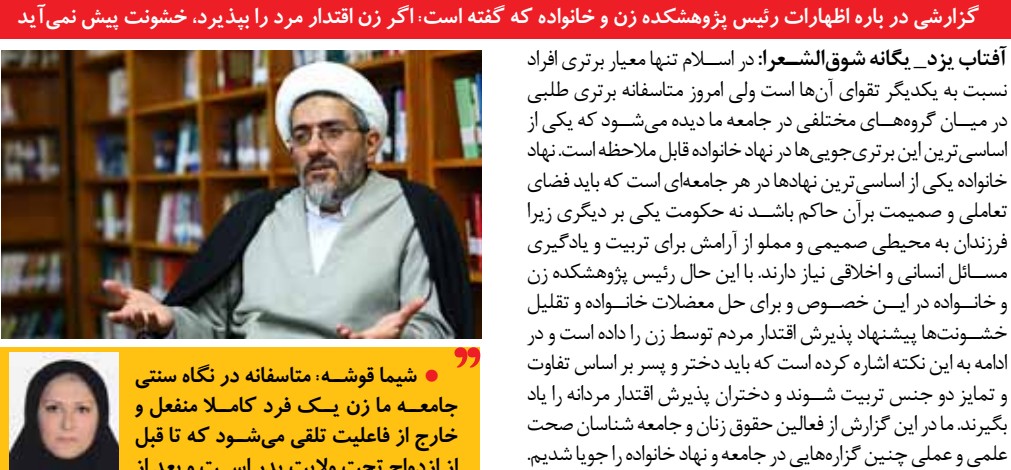 گزارشی در باره اظهارات رئیس پژوهشکده زن و خانواده که گفته است: اگر زن اقتدار مرد را بپذیرد، خشونت پیش نمی‌آید
آفتاب یزد_ یگانه شوق‌الشعرا: در اسلام تنها معیار برتری افراد
نسبت به یکدیگر تقوای آن‌ها است ولی امروز متاسفانه برتری طلبی
در میان گروه‌های مختلفی در جامعه ما دیده می‌شود که یکی از
اساسی‌ترین این برتری‌جویی‌ها در نهاد خانواده قابل ملاحظه است. نهاد
خانواده یکی از اساسی‌ترین نهادها در هر جامعه‌ای است که باید فضای
تعاملی و صمیمت برآن حاکم باشد نه حکومت یکی بر دیگری زیرا
فرزندان به محیطی صمیمی و مملو از آرامش برای تربیت و یادگیری
مسائل انسانی و اخلاقی نیاز دارند. با این حال رئیس پژوهشکده زن
و خانواده در این خصوص و برای حل معضلات خانواده و تقلیل
خشونت‌ها پیشنهاد پذیرش اقتدار مردم توسط زن را داده است و در
ادامه به این نکته اشاره کرده است که باید دختر و پسر بر اساس تفاوت
و تمایز دو جنس تربیت شوند و دختران پذیرش اقتدار مردانه را یاد
بگیرند. ما در این گزارش از فعالین حقوق زنان و جامعه شناسان صحت
علمی و عملی چنین گزاره‌هایی در جامعه و نهاد خانواده را جویا شدیم.
● شیما قوشه: متاسفانه در نگاه سنتی
جامعه ما زن یک فرد کاملا منفعل و
خارج از فاعلیت تلقی می‌شود که تا قبل
از ازدواج تحت ولایت پدر است و بعد از